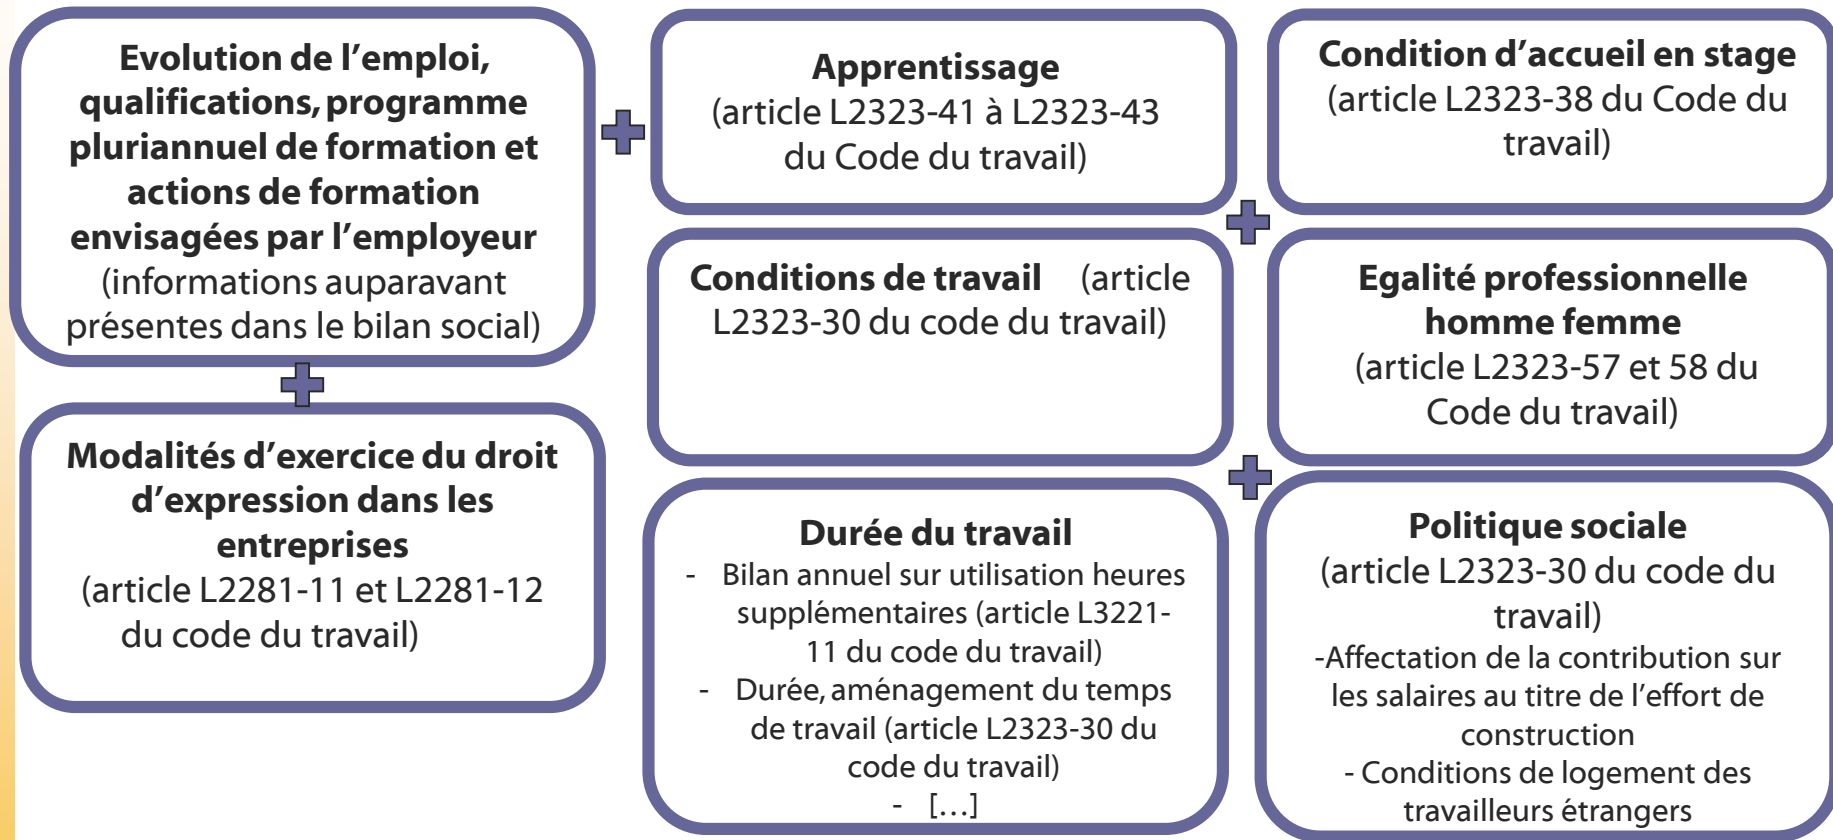 Evolution de l’emploi,
qualifications, programme
pluriannuel de formation et
actions de formation
envisagées par l’employeur
(informations auparavant
présentes dans le bilan social)
Modalités d’exercice du droit
d’expression dans les
entreprises
(article L2281-11 et L2281-12
du code du travail)
Apprentissage
(article L2323-41 à L2323-43
du Code du travail)
Conditions de travail (article
L2323-30 du code du travail)
Durée du travail
- Bilan annuel sur utilisation heures
supplémentaires (article L3221-
11 du code du travail)
- Durée, aménagement du temps
de travail (article L2323-30 du
code du travail)
- […]
Condition d’accueil en stage
(article L2323-38 du Code du
travail)
Egalité professionnelle
homme femme
(article L2323-57 et 58 du
Code du travail)
Politique sociale
(article L2323-30 du code du
travail)
-Affectation de la contribution sur
les salaires au titre de l’effort de
construction
- Conditions de logement des
travailleurs étrangers